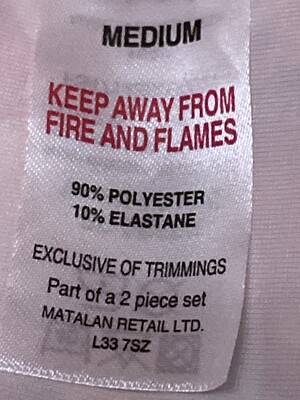 MEDIUM
KEEP AWAY FROM
FIRE AND FLAMES
90% POLYESTER
10% ELASTANE
EXCLUSIVE OF TRIMMINGS
Part of a 2 piece set
MATALAN RETAIL LTD.
L33 7SZ